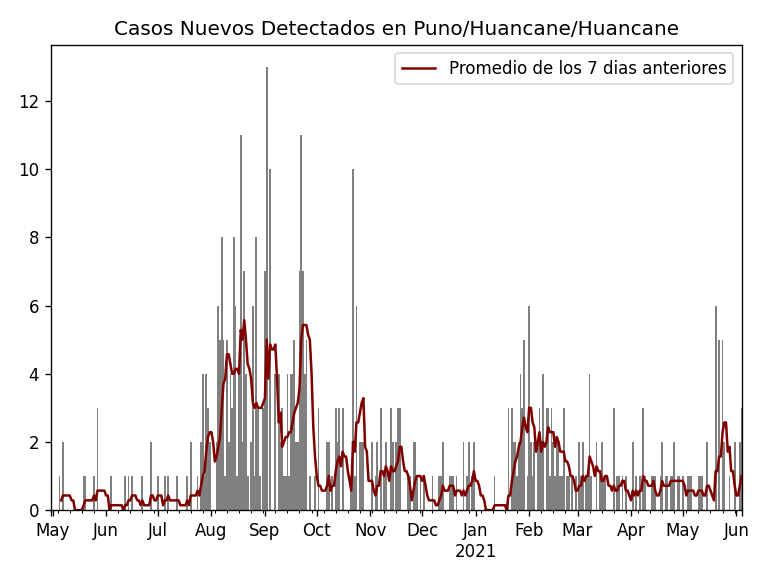 Casos Nuevos Detectados en Puno/Huancane/Huancane
Promedio de los 7 dias anteriores
12
10
8
6
4
2
0
May Jun Jul Aug Sep Oct Nov Dec Jan Feb Mar Apr May Jun
2021